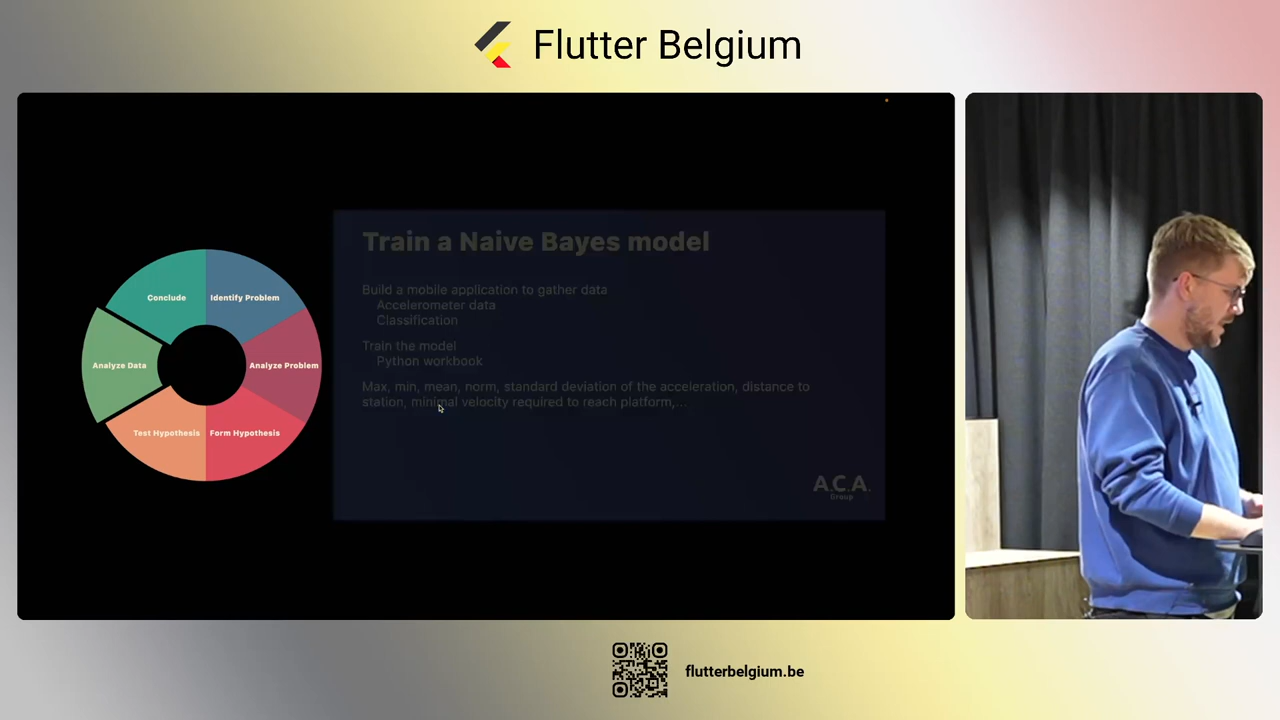 Flutter Belgium
Conclude
Identify Problem
Analyze Data
Analyze Problem
Test Hypothesis
Form Hypothesis
Train a Naive Bayes model
Build a mobile application to gather data
Accelerometer data
Classification
Train the model
Python workbook
Max, min, mean, norm, standard deviation of the acceleration, distance to
station, minimal velocity required to reach platform,...
A.C.A.
Group
flutterbelgium.be